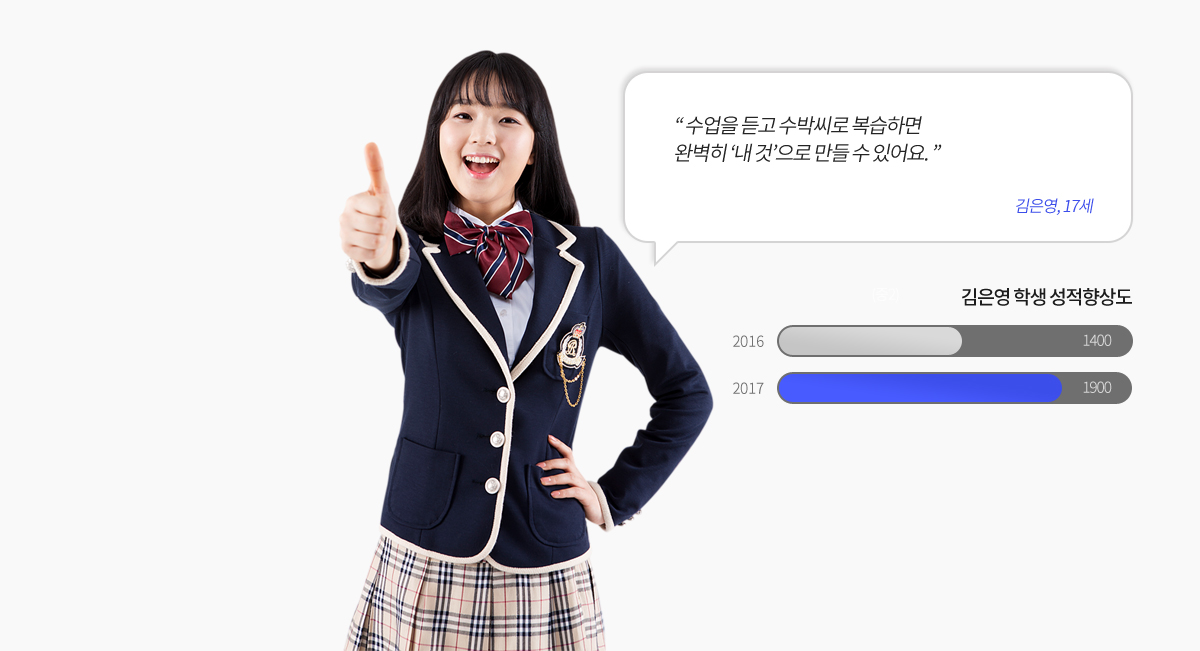 “ 수업을 듣고 수박씨로 복습하면
완벽히 ‘내 것’으로 만들 수 있어요. ”
김은영, 17세
김은영 학생 성적향상도
2016
1400
2017
1900